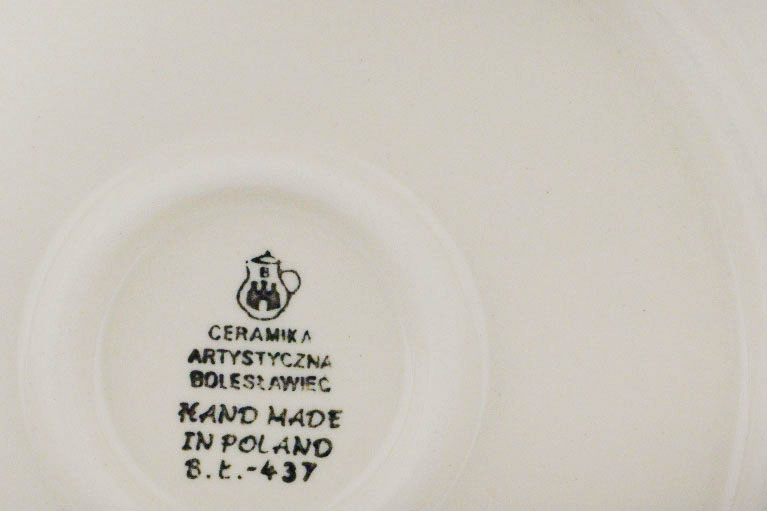 B
CERAMIKA
ARTYSTYCZNA
BOLESŁAWIEC
HAND MADE
IN POLAND
B.Ł.-437